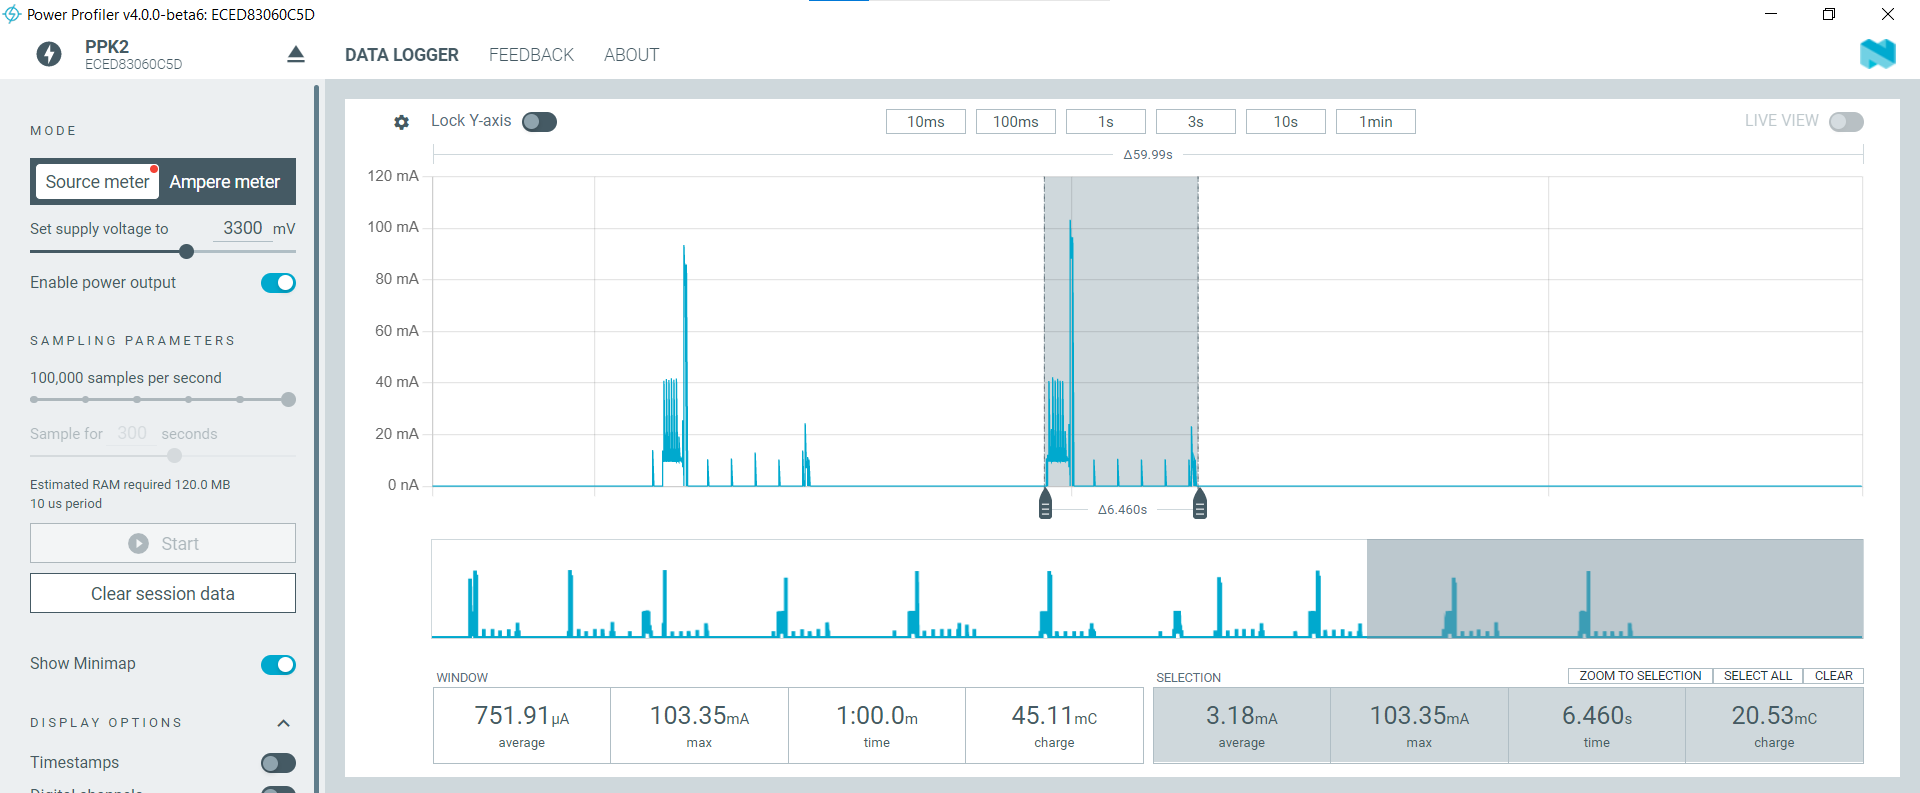 Power Profiler v4.0.0-beta6: ECED83060C5D
PPK2
ECED83060C5D
DATA LOGGER
FEEDBACK
ABOUT
MODE
Source meter
Ampere meter
Set supply voltage to 3300 mV
Enable power output
SAMPLING PARAMETERS
100,000 samples per second
Sample for 300 seconds
Estimated RAM required 120.0 MB
10 us period
Start
Clear session data
Show Minimap
DISPLAY OPTIONS
Timestamps
Digital channels
Lock Y-axis
10ms
100ms
1s
3s
10s
1min
LIVE VIEW
Δ59.99s
120 mA
100 mA
80 mA
60 mA
40 mA
20 mA
0 nA
Δ6.460s
WINDOW
751.91μA
average
103.35mA
max
1:00.0m
time
45.11mC
charge
SELECTION
ZOOM TO SELECTION
SELECT ALL
CLEAR
3.18mA
average
103.35mA
max
6.460s
time
20.53mC
charge